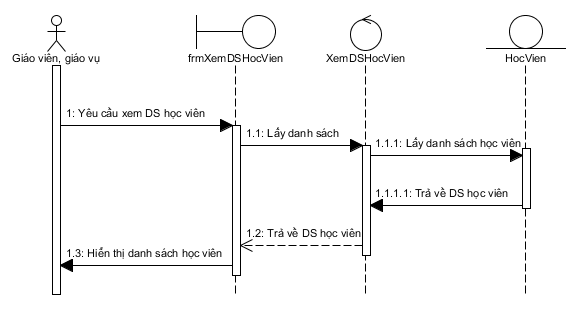 Giáo viên, giáo vụ
frmXemDSHocVien
XemDSHocVien
HocVien
1: Yêu cầu xem DS học viên
1.1: Lấy danh sách
1.1.1: Lấy danh sách học viên
1.1.1.1: Trả về DS học viên
1.2: Trả về DS học viên
1.3: Hiển thị danh sách học viên